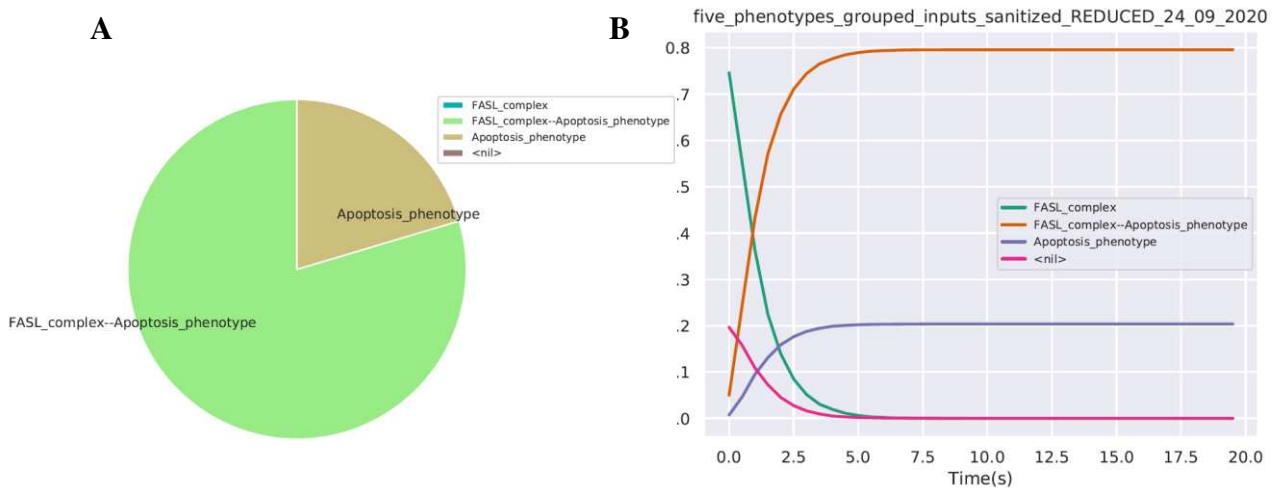 A
FASL_complex
FASL_complex--Apoptosis_phenotype
Apoptosis_phenotype
<nil>
Apoptosis_phenotype
FASL_complex--Apoptosis_phenotype
B
five_phenotypes_grouped_inputs_sanitized_REDUCED_24_09_2020
0.8
.7
.5
.4
.2
.1
.0
FASL_complex
FASL_complex--Apoptosis_phenotype
Apoptosis_phenotype
<nil>
0.0 2.5 5.0 7.5 10.0 12.5 15.0 17.5 20.0
Time(s)